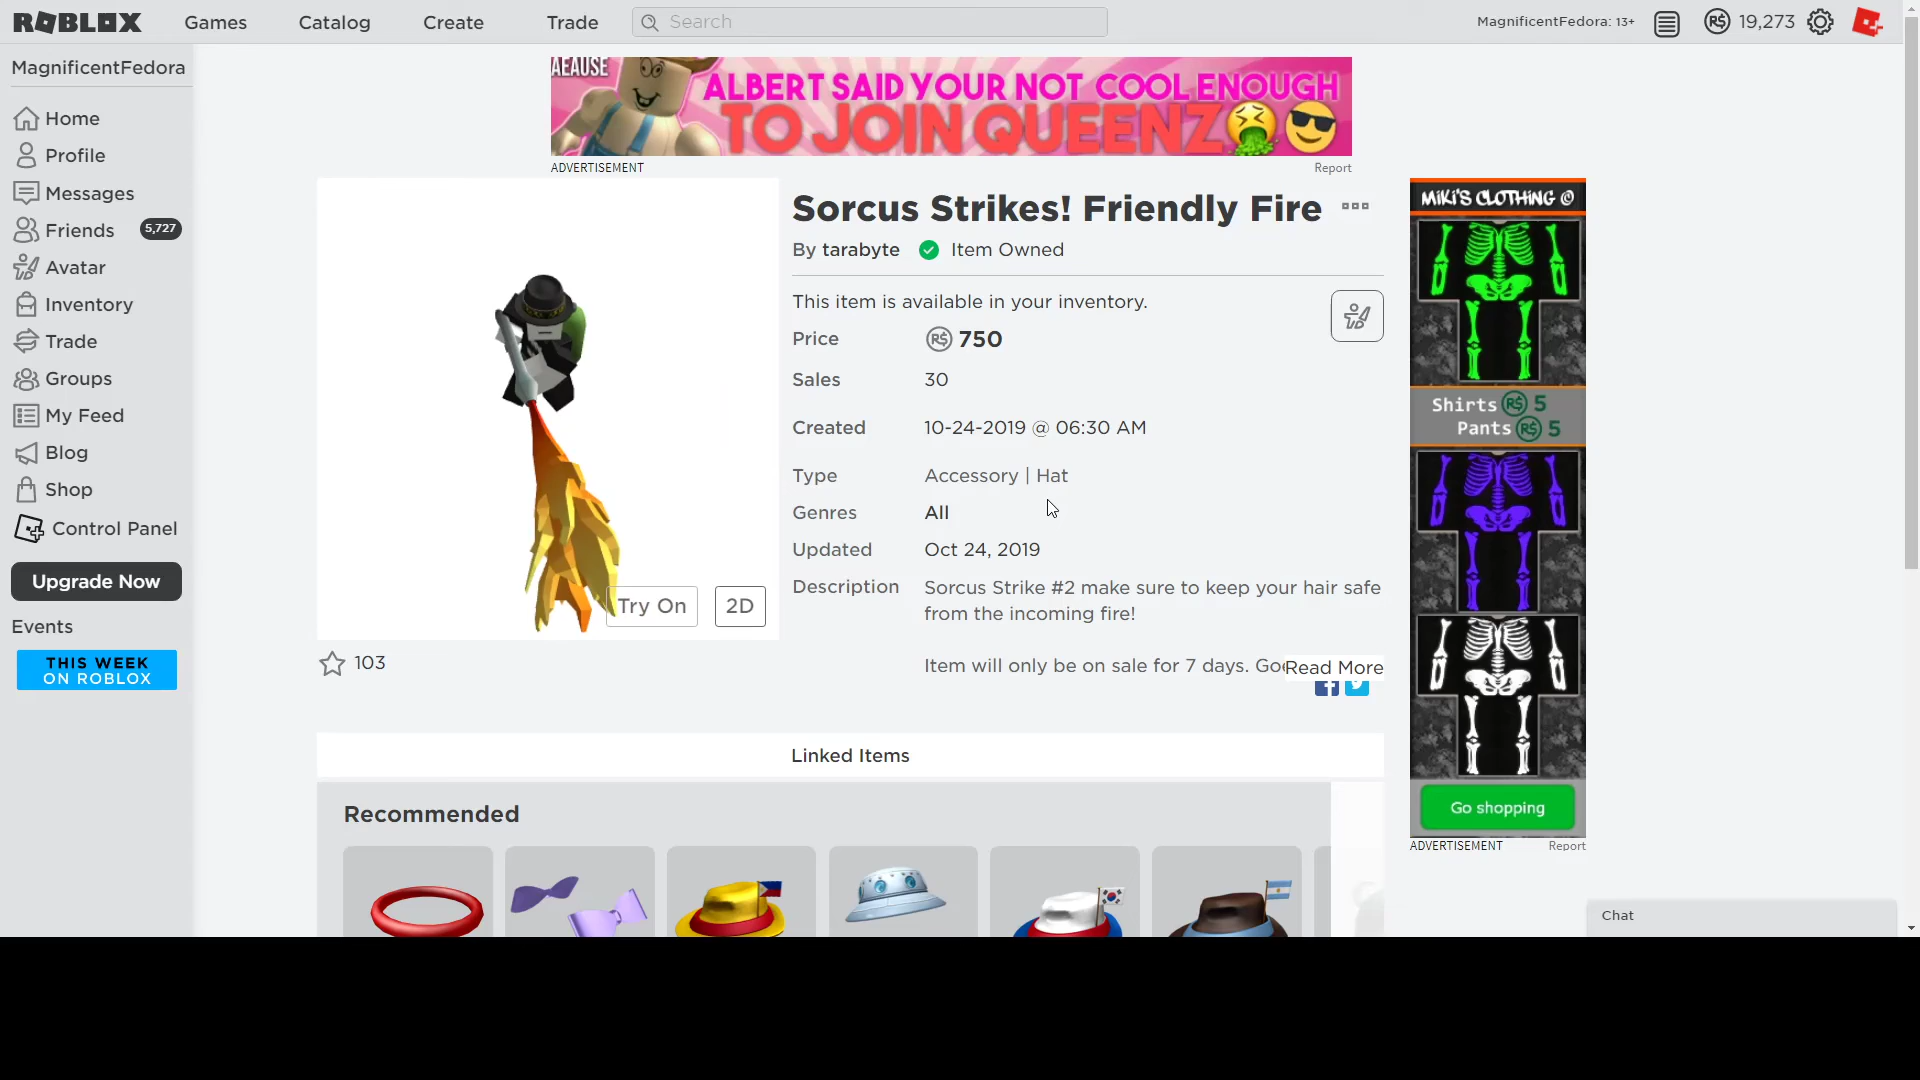 ROBLOX Games Catalog Create Trade Search MagnificentFedora: 13+ 19,273
MagnificentFedora
Home
Profile
Messages
Friends 5,727
Avatar
Inventory
Trade
Groups
My Feed
Blog
Shop
Control Panel
Upgrade Now
Events
THIS WEEK
ON ROBLOX
AEAUSE
ALBERT SAID YOUR NOT COOL ENOUGH
TO JOIN QUEENZ
ADVERTISEMENT Report
Sorcus Strikes! Friendly Fire
By tarabyte Item Owned
This item is available in your inventory.
Price R$ 750
Sales 30
Created 10-24-2019 @ 06:30 AM
Type Accessory | Hat
Genres All
Updated Oct 24, 2019
Description Sorcus Strike #2 make sure to keep your hair safe
from the incoming fire!
Item will only be on sale for 7 days. Goe Read More
Try On 2D
103
Linked Items
Recommended
MiKi'S CLOTHiNG ©
Shirts R$ 5
Pants R$ 5
Go shopping
ADVERTISEMENT Report
Chat